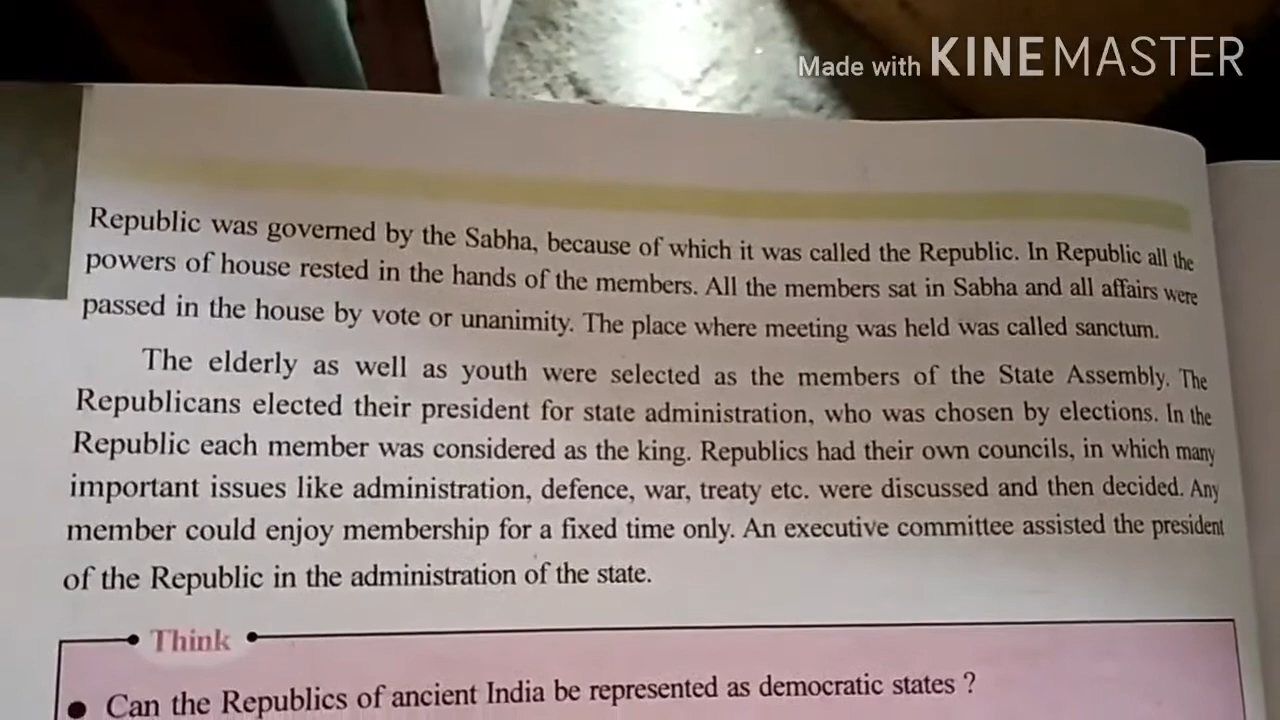 Made with KINEMASTER
Republic was governed by the Sabha, because of which it was called the Republic. In Republic all the
powers of house rested in the hands of the members. All the members sat in Sabha and all affairs were
passed in the house by vote or unanimity. The place where meeting was held was called sanctum.
The elderly as well as youth were selected as the members of the State Assembly. The
Republicans elected their president for state administration, who was chosen by elections. In the
Republic each member was considered as the king. Republics had their own councils, in which many
important issues like administration, defence, war, treaty etc. were discussed and then decided. Any
member could enjoy membership for a fixed time only. An executive committee assisted the president
of the Republic in the administration of the state.
Think
● Can the Republics of ancient India be represented as democratic states ?